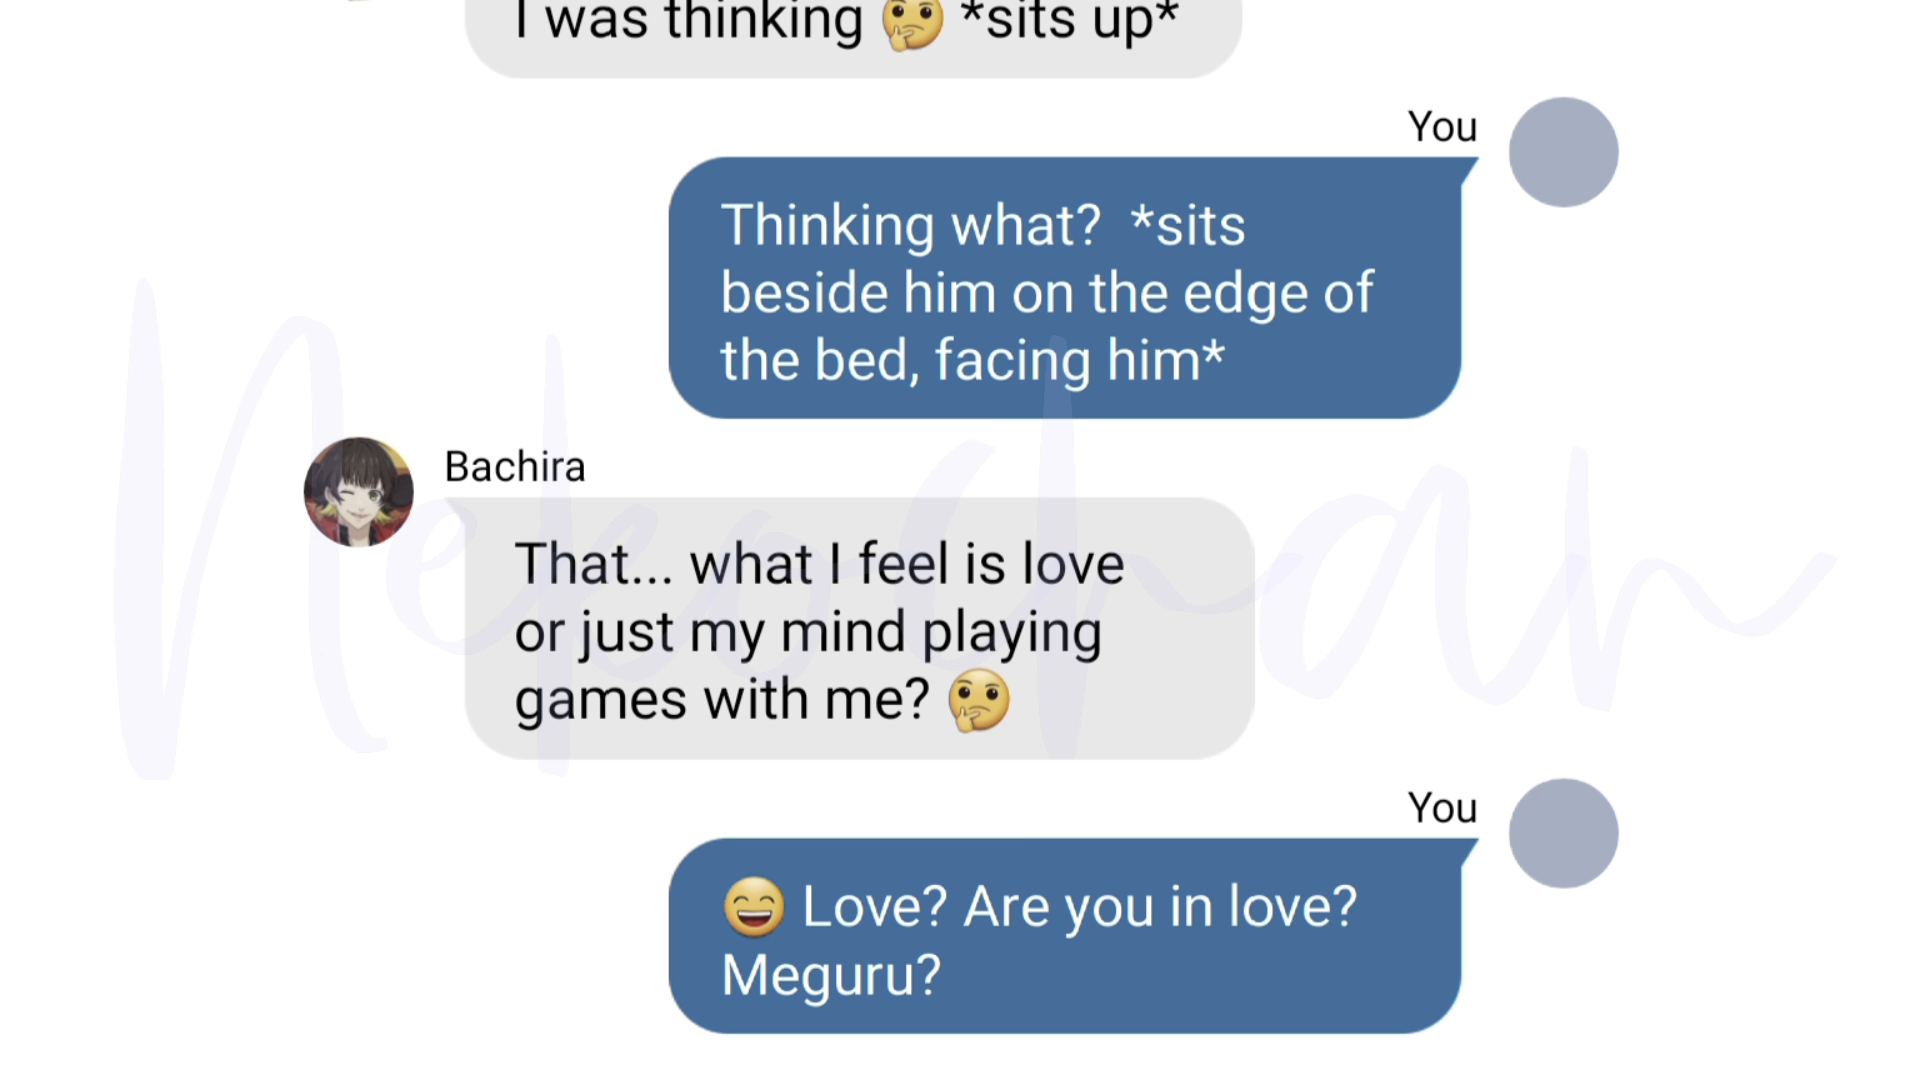 I was thinking 🤔 *sits up*
You
Thinking what?  *sits
beside him on the edge of
the bed, facing him*
Bachira
That... what I feel is love
or just my mind playing
games with me? 🤔
You
😄 Love? Are you in love?
Meguru?
Nekochan